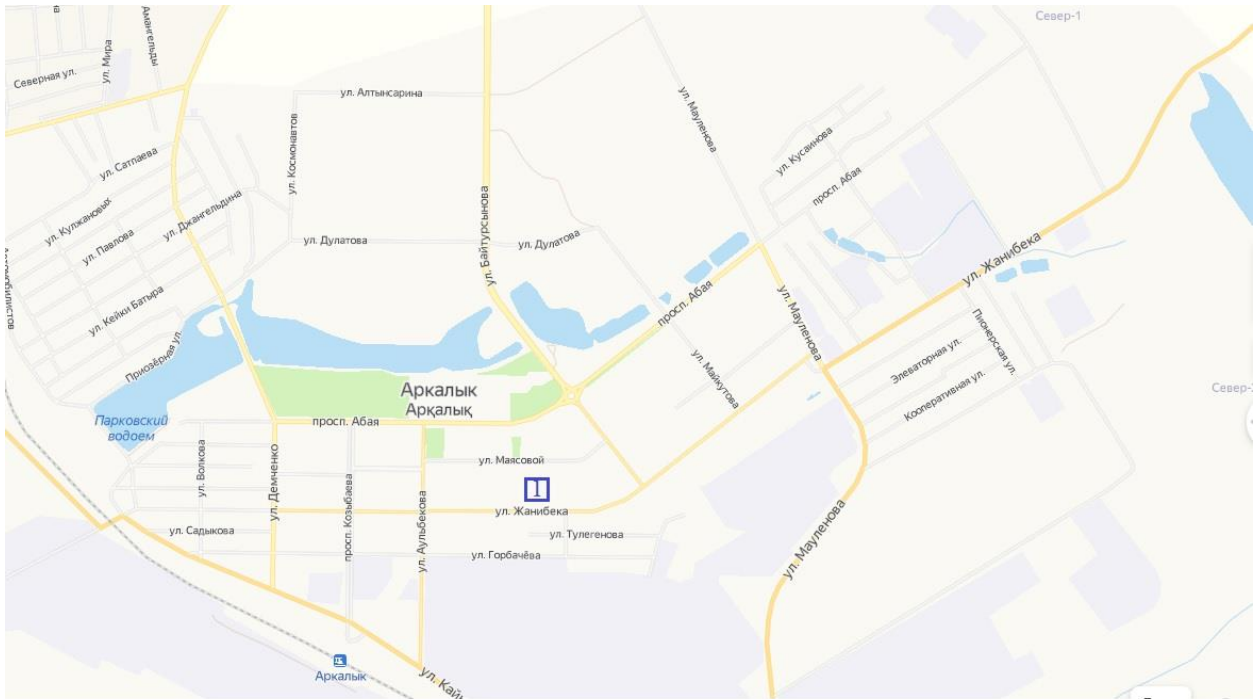 Север-1
ул. Мира
Амангельды
Северная ул.
ул. Алтынсарина
ул. Мауленова
ул. Космонавтов
ул. Кусаинова
ул. Сатпаева
просп. Абая
ул. Джангельдина
ул. Кулжановых
ул. Байтурсынова
ул. Павлова
ул. Дулатова
ул. Дулатова
ул. Жанибека
ул. Кейки Батыра
просп. Абая
ул. Мауленова
Приозёрная ул.
Пионерская ул.
Элеваторная ул.
ул. Майкутова
Аркалык
Арқалық
Кооперативная ул.
Север-
Парковский
водоем
просп. Абая
ул. Волкова
ул. Демченко
просп. Козыбаева
ул. Маясовой
1
ул. Аульбекова
ул. Жанибека
ул. Садыкова
ул. Тулегенова
ул. Горбачёва
ул. Мауленова
Аркалык